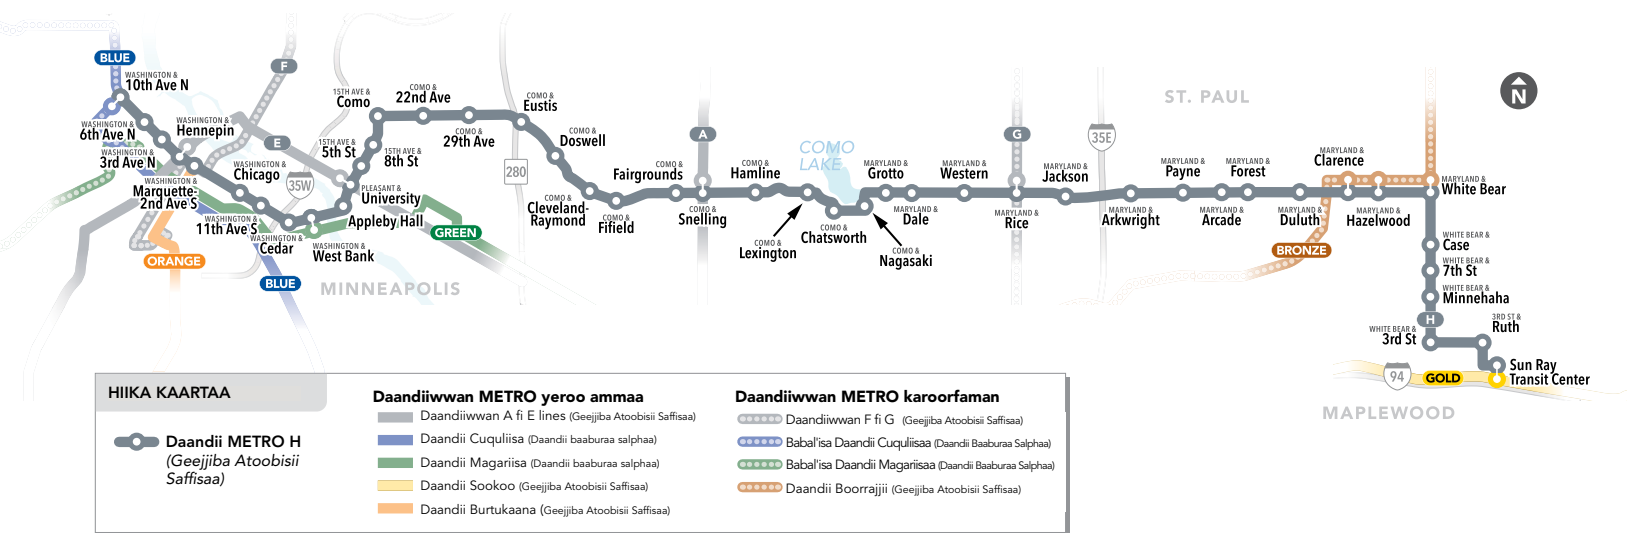 BLUE
WASHINGTON &
10th Ave N
WASHINGTON &
6th Ave N
WASHINGTON &
3rd Ave N
WASHINGTON &
Hennepin
F
E
WASHINGTON &
Marquette-
2nd Ave S
WASHINGTON &
Chicago
35W
WASHINGTON &
11th Ave S
WASHINGTON &
Cedar
WASHINGTON &
West Bank
ORANGE
BLUE
MINNEAPOLIS
Appleby Hall
GREEN
PLEASANT &
University
15TH AVE &
5th St
15TH AVE &
8th St
15TH AVE &
Como
COMO &
22nd Ave
COMO &
29th Ave
COMO &
Eustis
280
COMO &
Doswell
COMO &
Cleveland-
Raymond
COMO &
Fifield
COMO &
Fairgrounds
A
COMO &
Snelling
COMO &
Hamline
COMO &
Lexington
COMO
LAKE
COMO &
Chatsworth
COMO &
Nagasaki
MARYLAND &
Grotto
MARYLAND &
Dale
MARYLAND &
Western
G
MARYLAND &
Rice
MARYLAND &
Jackson
35E
MARYLAND &
Arkwright
ST. PAUL
MARYLAND &
Payne
MARYLAND &
Arcade
MARYLAND &
Forest
MARYLAND &
Duluth
BRONZE
MARYLAND &
Clarence
MARYLAND &
Hazelwood
MARYLAND &
White Bear
N
WHITE BEAR &
Case
WHITE BEAR &
7th St
WHITE BEAR &
Minnehaha
H
WHITE BEAR &
3rd St
3RD ST &
Ruth
Sun Ray
Transit Center
94
GOLD
MAPLEWOOD
HIIKA KAARTAA
Daandii METRO H
(Geejjiba Atoobisii
Saffisaa)
Daandiiwwan METRO yeroo ammaa
Daandiiwwan A fi E lines (Geejjiba Atoobisii Saffisaa)
Daandii Cuquliisa (Daandii baaburaa salphaa)
Daandii Magariisa (Daandii baaburaa salphaa)
Daandii Sookoo (Geejjiba Atoobisii Saffisaa)
Daandii Burtukaana (Geejjiba Atoobisii Saffisaa)
Daandiiwwan METRO karoorfaman
Daandiiwwan F fi G (Geejjiba Atoobisii Saffisaa)
Babal'isa Daandii Cuquliisaa (Daandii Baaburaa Salphaa)
Babal'isa Daandii Magariisaa (Daandii Baaburaa Salphaa)
Daandii Boorrajjii (Geejjiba Atoobisii Saffisaa)